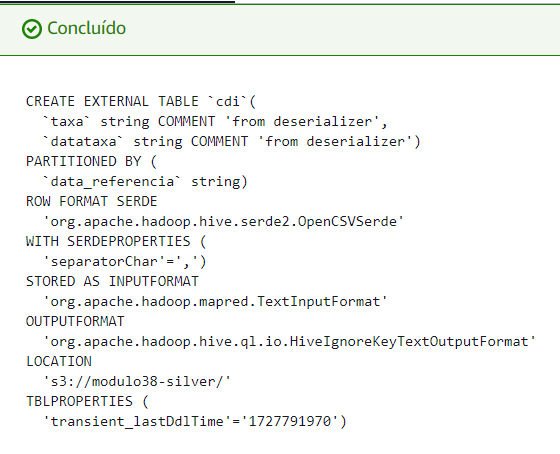 Concluído
CREATE EXTERNAL TABLE `cdi`(
  `taxa` string COMMENT 'from deserializer',
  `datataxa` string COMMENT 'from deserializer')
PARTITIONED BY (
  `data_referencia` string)
ROW FORMAT SERDE
  'org.apache.hadoop.hive.serde2.OpenCSVSerde'
WITH SERDEPROPERTIES (
  'separatorChar'=',')
STORED AS INPUTFORMAT
  'org.apache.hadoop.mapred.TextInputFormat'
OUTPUTFORMAT
  'org.apache.hadoop.hive.ql.io.HiveIgnoreKeyTextOutputFormat'
LOCATION
  's3://modulo38-silver/'
TBLPROPERTIES (
  'transient_lastDdlTime'='1727791970')